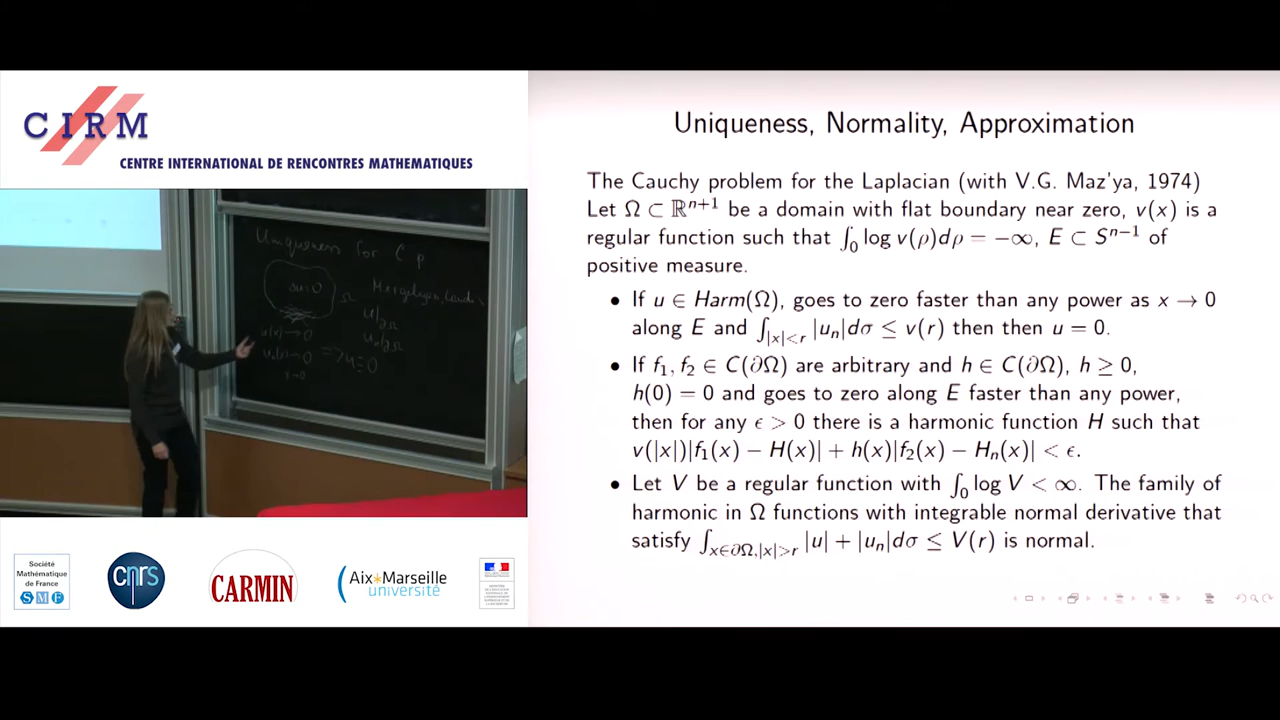 CIRM
CENTRE INTERNATIONAL DE RENCONTRES MATHEMATIQUES
Uniqueness for C p
Ω
u|∂Ω
u(x)→0
⇒ u≡0
Société
Mathématique
de France
SMF
cnrs
CARMIN
Aix*Marseille
université
Uniqueness, Normality, Approximation
The Cauchy problem for the Laplacian (with V.G. Maz'ya, 1974)
Let Ω ⊂ ℝⁿ⁺¹ be a domain with flat boundary near zero, v(x) is a
regular function such that ∫₀ log v(ρ)dρ = −∞, E ⊂ Sⁿ⁻¹ of
positive measure.
• If u ∈ Harm(Ω), goes to zero faster than any power as x → 0
along E and ∫_{|x|<r} |uₙ|dσ ≤ v(r) then then u = 0.
• If f₁, f₂ ∈ C(∂Ω) are arbitrary and h ∈ C(∂Ω), h ≥ 0,
h(0) = 0 and goes to zero along E faster than any power,
then for any ϵ > 0 there is a harmonic function H such that
v(|x|)|f₁(x) − H(x)| + h(x)|f₂(x) − Hₙ(x)| < ϵ.
• Let V be a regular function with ∫₀ log V < ∞. The family of
harmonic in Ω functions with integrable normal derivative that
satisfy ∫_{x∈∂Ω,|x|>r} |u| + |uₙ|dσ ≤ V(r) is normal.